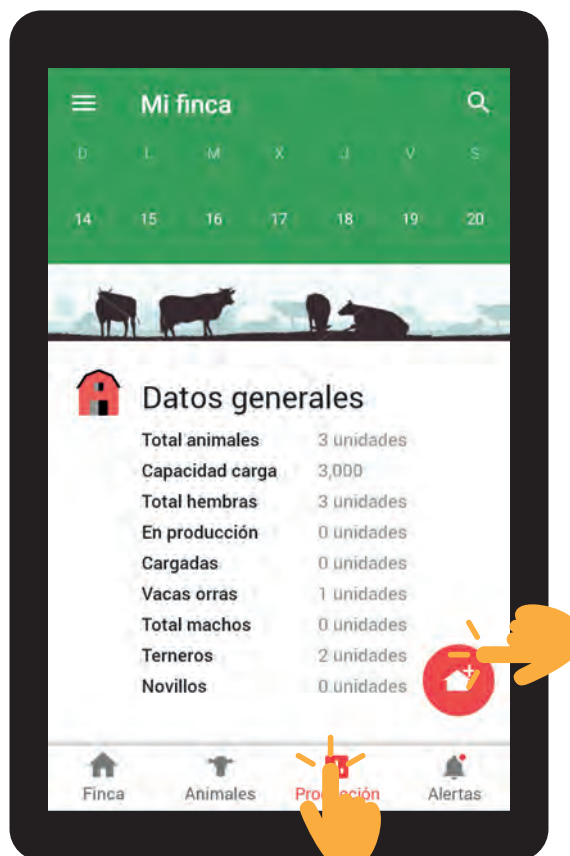 Mi finca
D L M X J V S
14 15 16 17 18 19 20
Datos generales
Total animales 3 unidades
Capacidad carga 3,000
Total hembras 3 unidades
En producción 0 unidades
Cargadas 0 unidades
Vacas orras 1 unidades
Total machos 0 unidades
Terneros 2 unidades
Novillos 0 unidades
Finca Animales Alertas